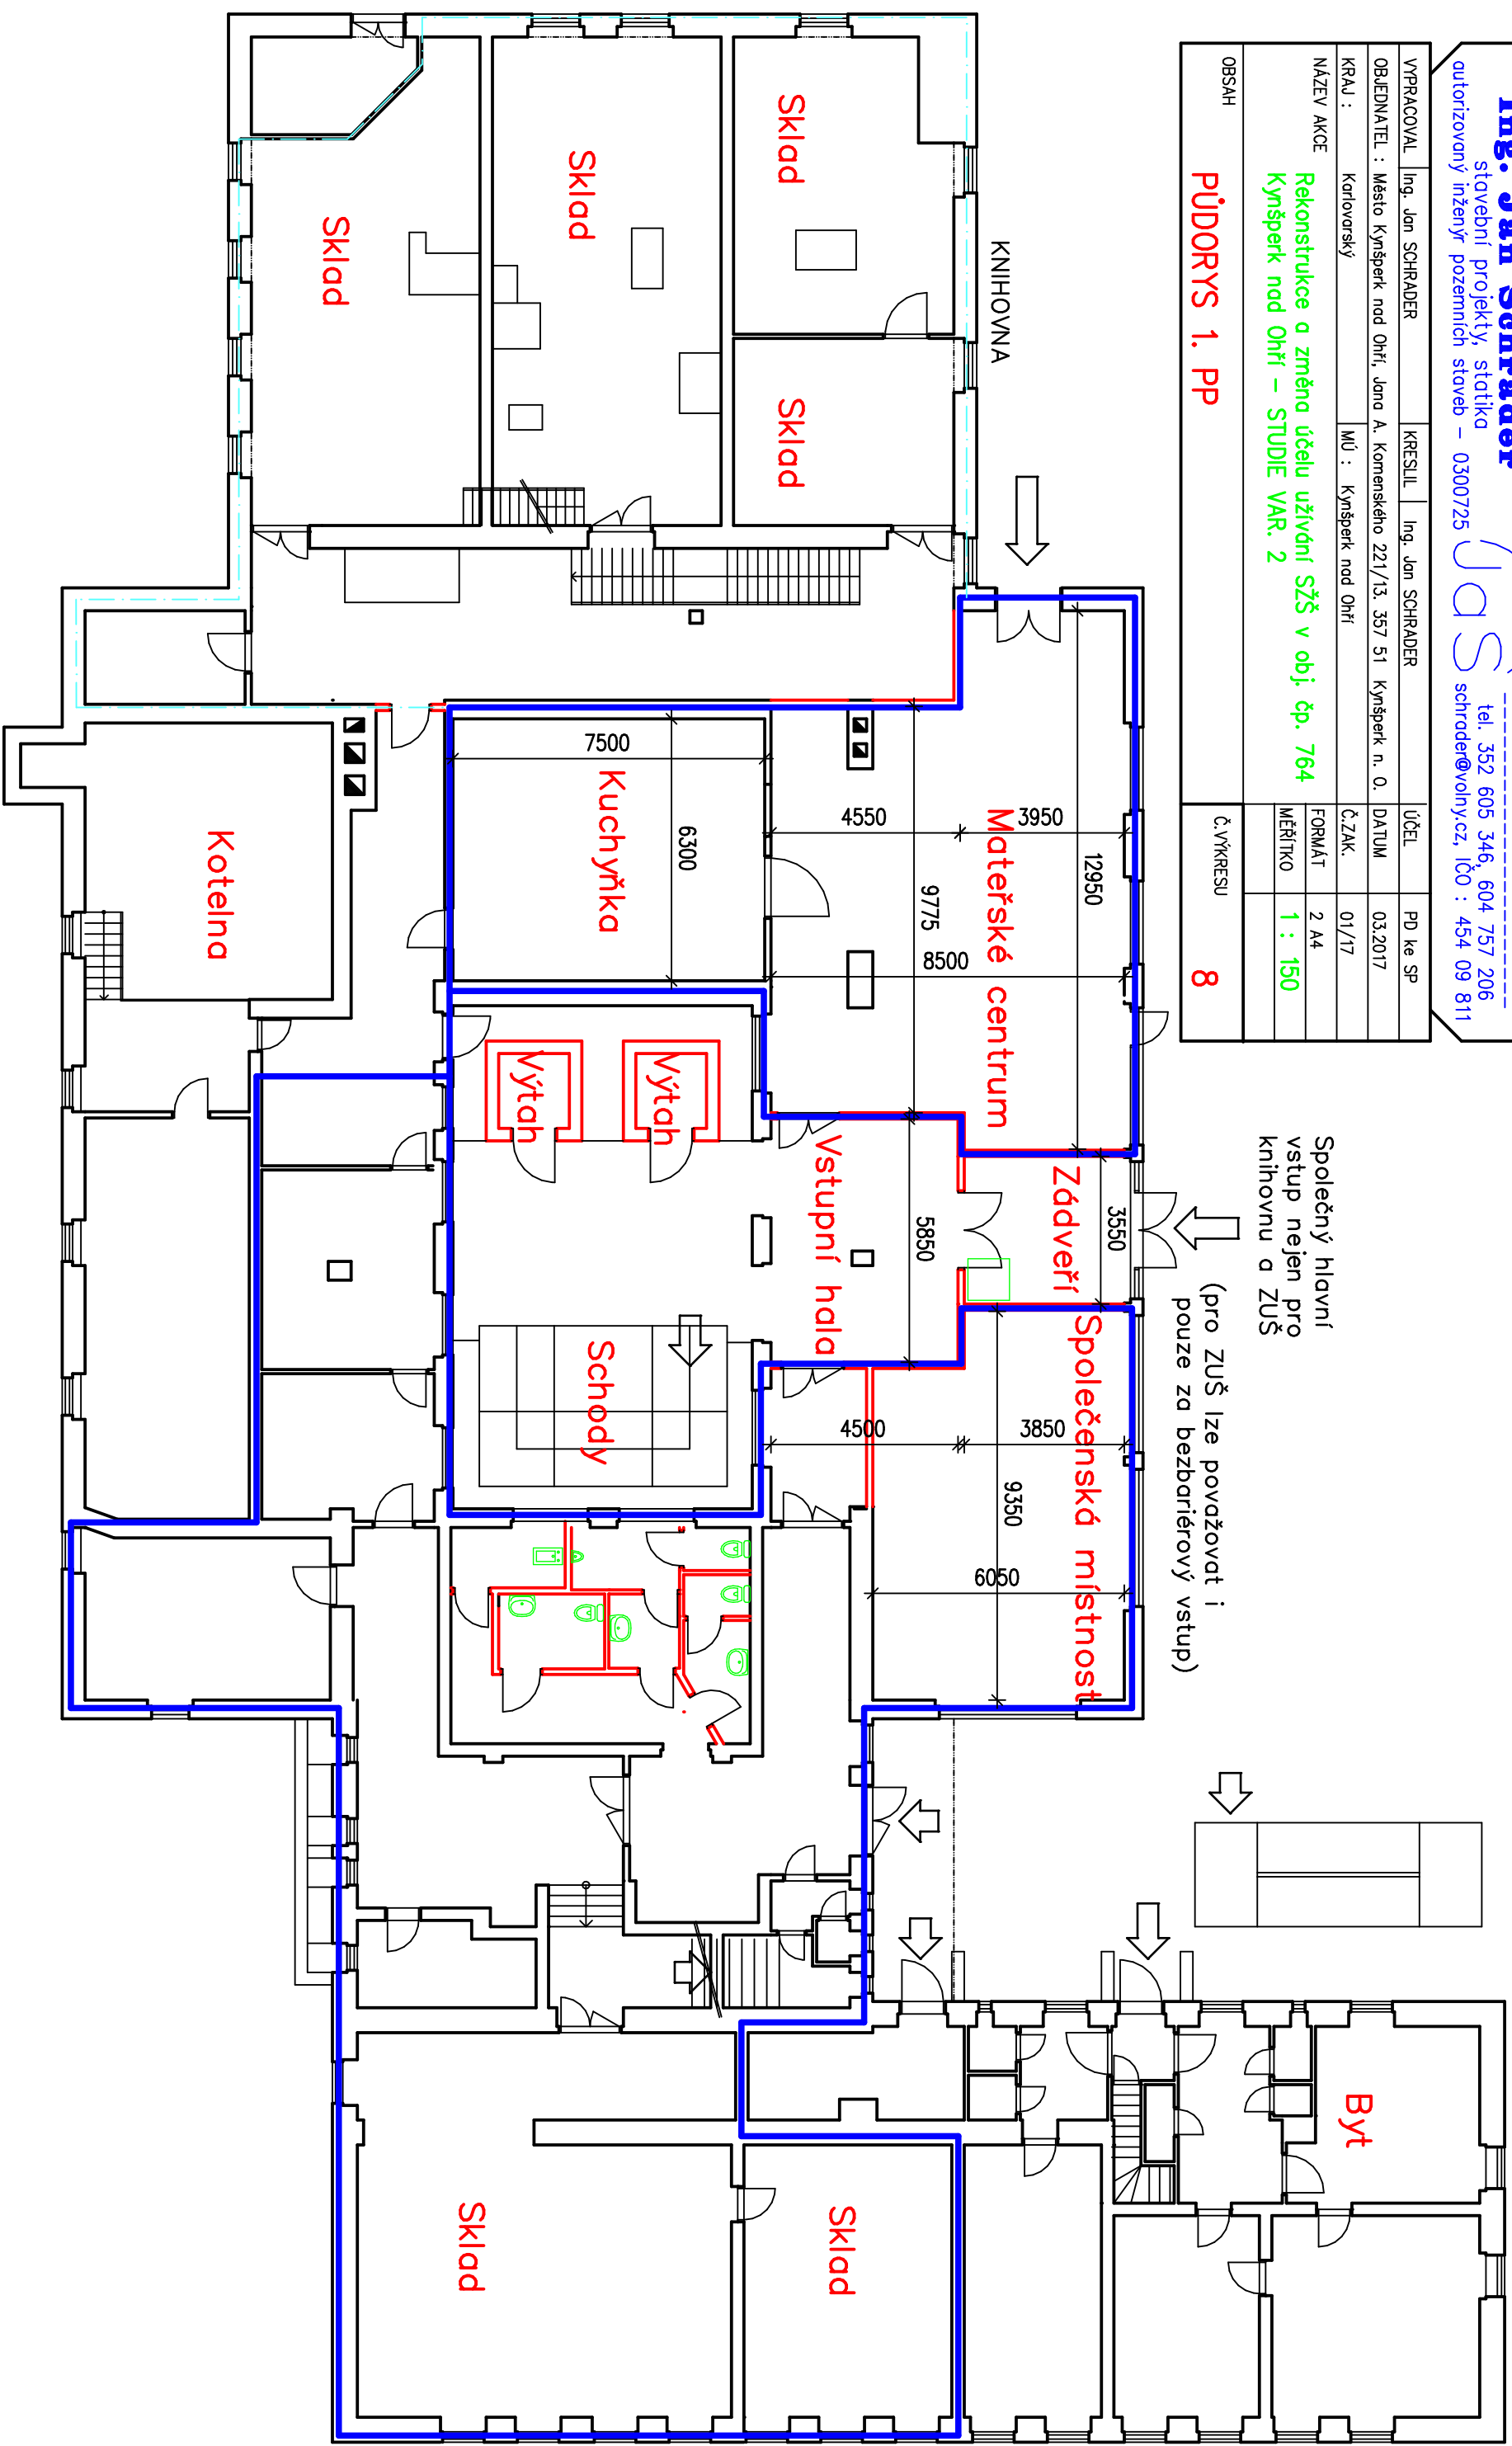 Ing. Jan Schrader
stavební projekty, statika
autorizovaný inženýr pozemních staveb – 0300725
JaS
tel. 352 605 346, 604 757 206
schrader@volny.cz, IČO : 454 09 811
VYPRACOVAL Ing. Jan SCHRADER KRESLIL Ing. Jan SCHRADER ÚČEL PD ke SP
OBJEDNATEL : Město Kynšperk nad Ohří, Jana A. Komenského 221/13. 357 51 Kynšperk n. O. DATUM 03.2017
KRAJ : Karlovarský MÚ : Kynšperk nad Ohří Č.ZAK. 01/17
NÁZEV AKCE Rekonstrukce a změna účelu užívání SZŠ v obj. čp. 764 FORMÁT 2 A4
Kynšperk nad Ohří – STUDIE VAR. 2 MĚŘÍTKO 1 : 150
OBSAH PŮDORYS 1. PP Č.VÝKRESU 8
Společný hlavní
vstup nejen pro
knihovnu a ZUŠ
(pro ZUŠ lze považovat i
pouze za bezbariérový vstup)
KNIHOVNA
Byt
12950
3550
Zádveří
Společenská místnost
3950
Mateřské centrum
3850
9350
6050
8500
9775
5850
4550
4500
Sklad
Sklad
Vstupní hala
Sklad
6300
Výtah
Kuchyňka
7500
Schody
Sklad
Výtah
Sklad
Sklad
Kotelna